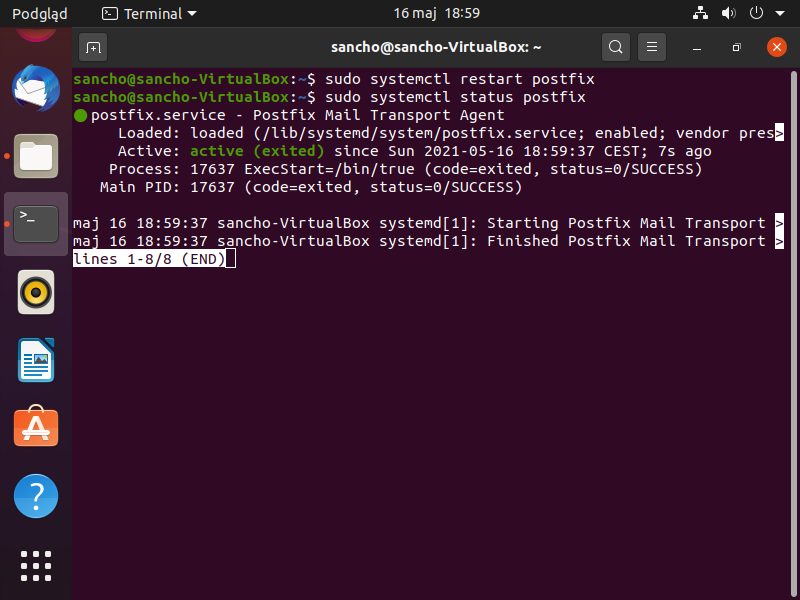 Podgląd Terminal 16 maj 18:59
sancho@sancho-VirtualBox: ~
sancho@sancho-VirtualBox:~$ sudo systemctl restart postfix
sancho@sancho-VirtualBox:~$ sudo systemctl status postfix
● postfix.service - Postfix Mail Transport Agent
     Loaded: loaded (/lib/systemd/system/postfix.service; enabled; vendor pres>
     Active: active (exited) since Sun 2021-05-16 18:59:37 CEST; 7s ago
    Process: 17637 ExecStart=/bin/true (code=exited, status=0/SUCCESS)
   Main PID: 17637 (code=exited, status=0/SUCCESS)
maj 16 18:59:37 sancho-VirtualBox systemd[1]: Starting Postfix Mail Transport >
maj 16 18:59:37 sancho-VirtualBox systemd[1]: Finished Postfix Mail Transport >
lines 1-8/8 (END)